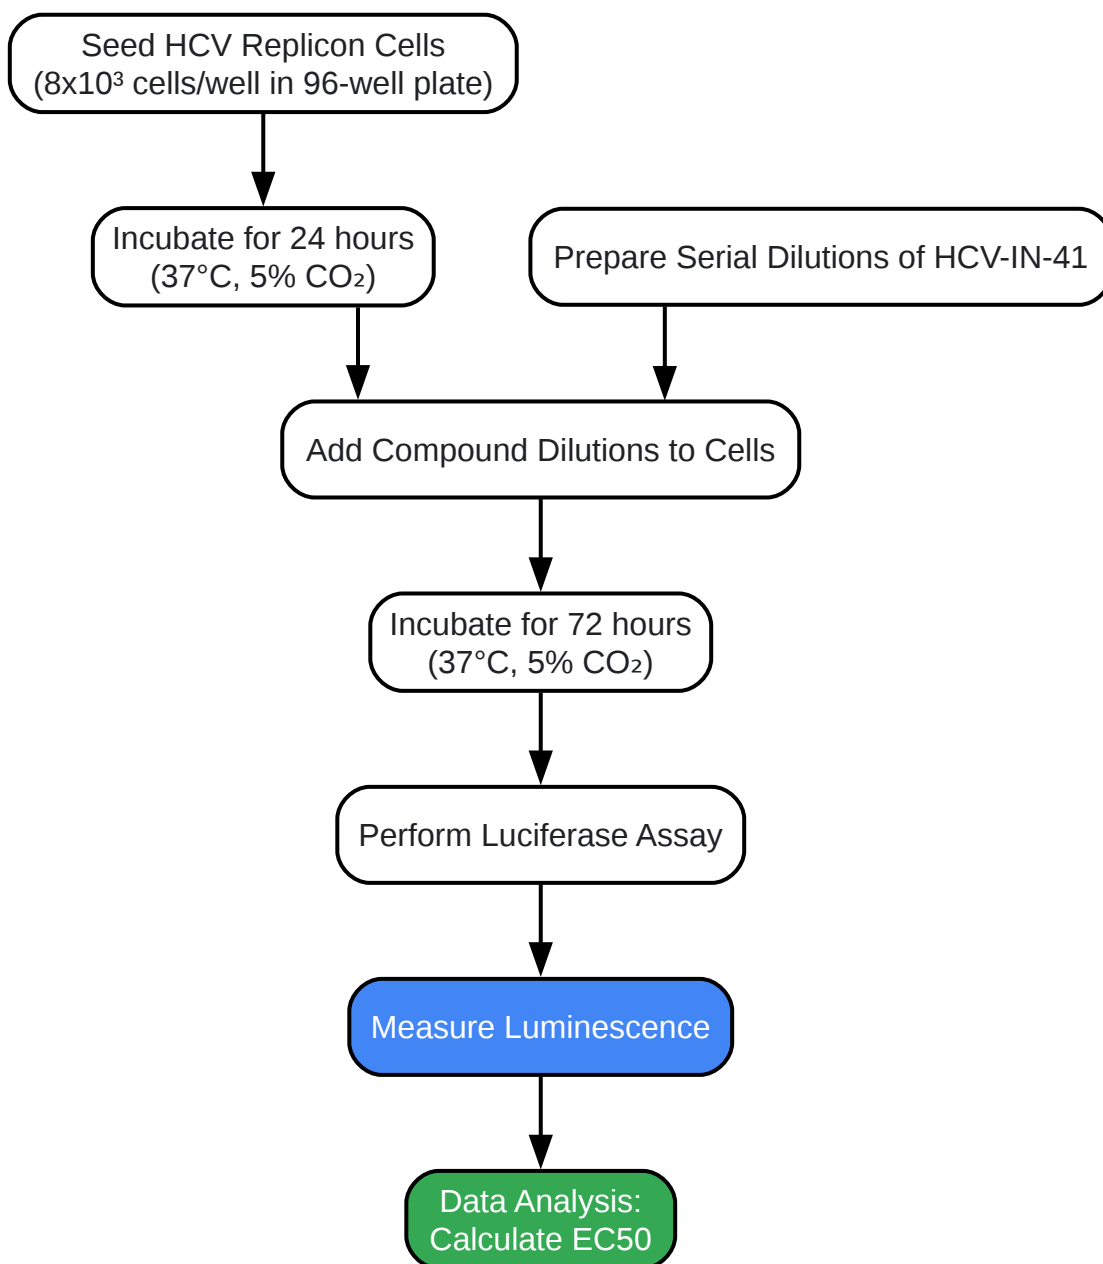 Seed HCV Replicon Cells
(8x10³ cells/well in 96-well plate)
Incubate for 24 hours
(37°C, 5% CO₂)
Prepare Serial Dilutions of HCV-IN-41
Add Compound Dilutions to Cells
Incubate for 72 hours
(37°C, 5% CO₂)
Perform Luciferase Assay
Measure Luminescence
Data Analysis:
Calculate EC50